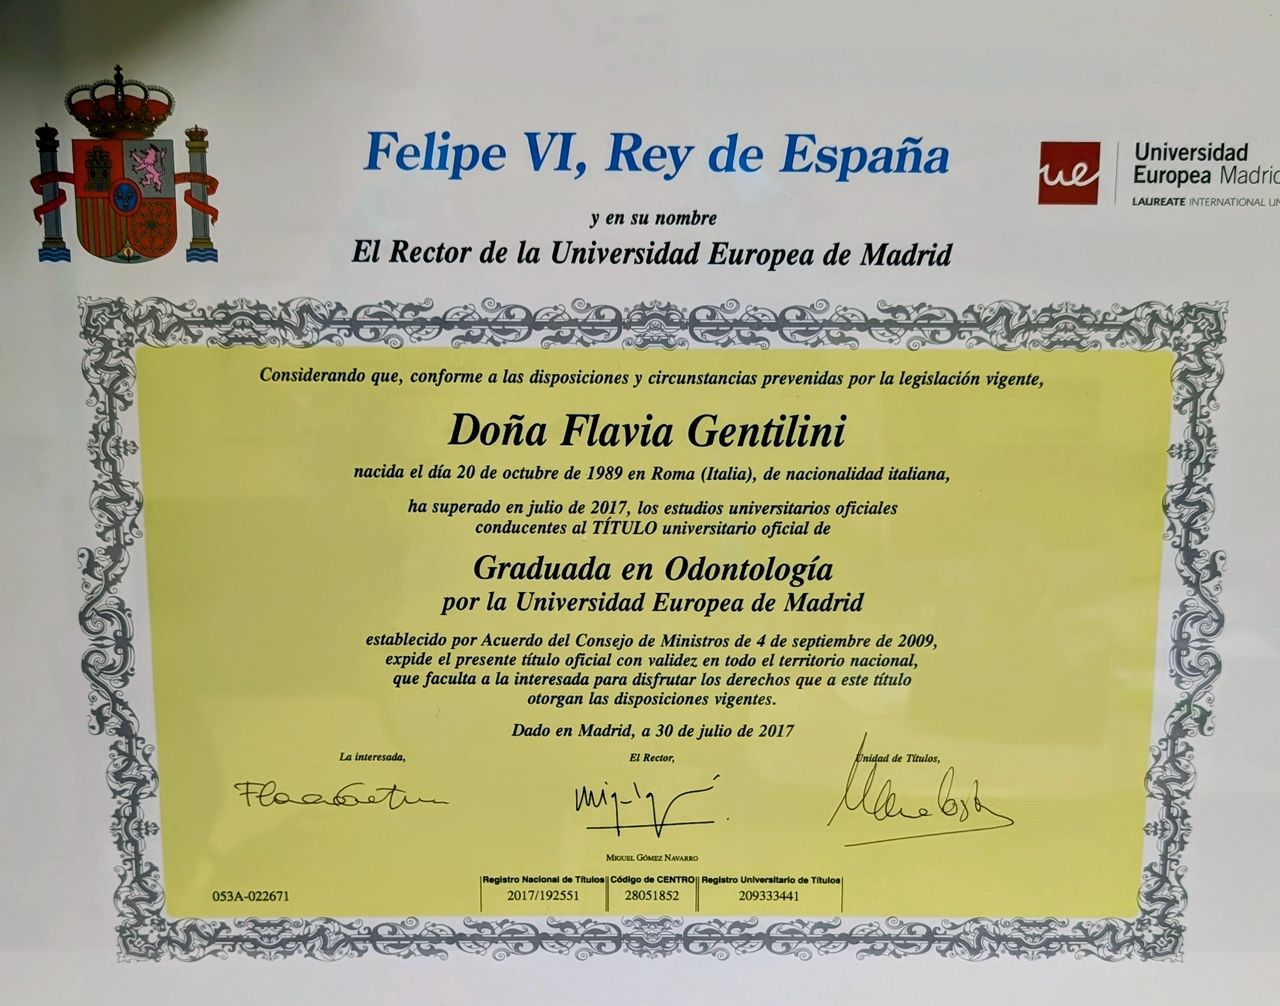 Felipe VI, Rey de España
y en su nombre
El Rector de la Universidad Europea de Madrid
ue
Universidad
Europea Madrid
LAUREATE INTERNATIONAL
Considerando que, conforme a las disposiciones y circunstancias prevenidas por la legislación vigente,
Doña Flavia Gentilini
nacida el día 20 de octubre de 1989 en Roma (Italia), de nacionalidad italiana,
ha superado en julio de 2017, los estudios universitarios oficiales
conducentes al TÍTULO universitario oficial de
Graduada en Odontología
por la Universidad Europea de Madrid
establecido por Acuerdo del Consejo de Ministros de 4 de septiembre de 2009,
expide el presente título oficial con validez en todo el territorio nacional,
que faculta a la interesada para disfrutar los derechos que a este título
otorgan las disposiciones vigentes.
Dado en Madrid, a 30 de julio de 2017
La interesada,
El Rector,
Unidad de Títulos,
MIGUEL GÓMEZ NAVARRO
053A-022671
Registro Nacional de Títulos
2017/192551
Código de CENTRO
28051852
Registro Universitario de Títulos
209333441